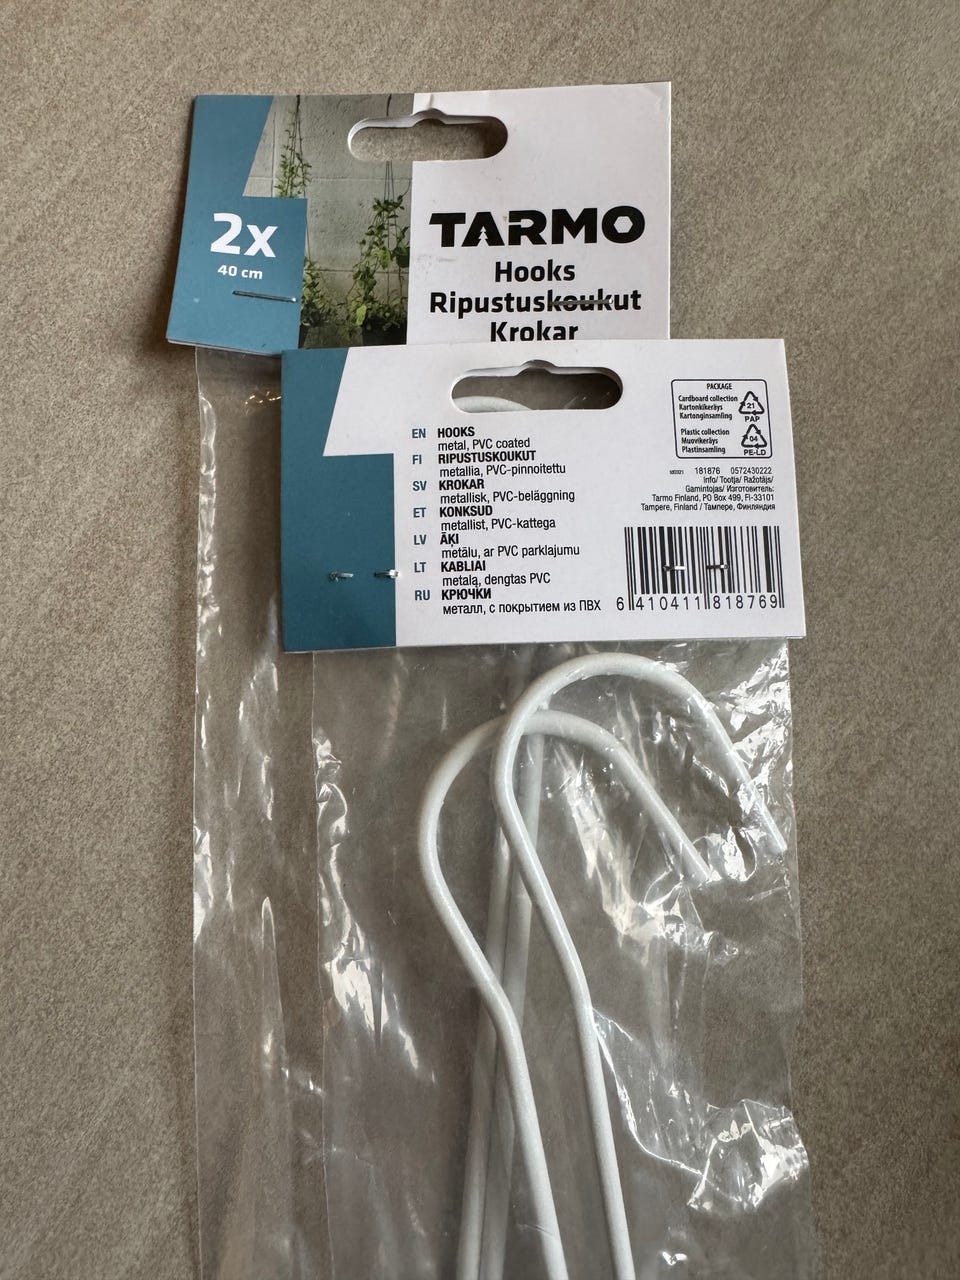 2x
40 cm
TARMO
Hooks
Ripustuskoukut
Krokar
EN HOOKS
metal, PVC coated
FI RIPUSTUSKOUKUT
metallia, PVC-pinnoitettu
SV KROKAR
metallisk, PVC-beläggning
ET KONKSUD
metallist, PVC-kattega
LV ĀĶI
metālu, ar PVC parklajumu
LT KABLIAI
metalą, dengtas PVC
RU КРЮЧКИ
металл, с покрытием из ПВХ
PACKAGE
Cardboard collection
Kartonkikeräys
Kartonginsamling
21
PAP
Plastic collection
Muovikeräys
Plastinsamling
04
PE-LD
181876 0572430222
Info/ Tootja/ Ražotājs/
Gamintojas/ Изготовитель:
Tarmo Finland, PO Box 499, FI-33101
Tampere, Finland / Тампере, Финляндия
6 410411 818769